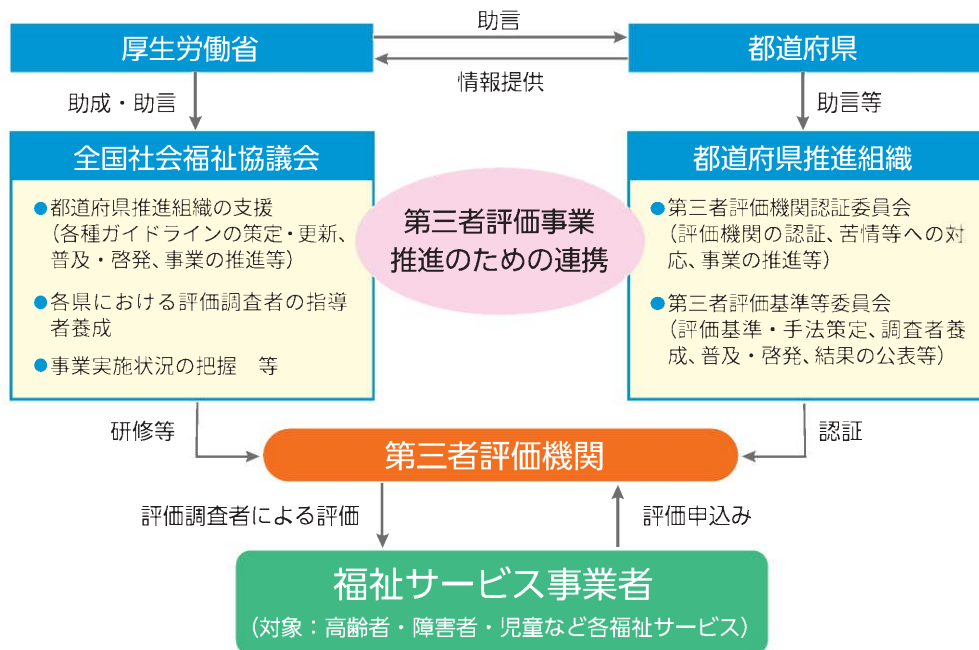 助言
厚生労働省
都道府県
情報提供
助成・助言
助言等
全国社会福祉協議会
●都道府県推進組織の支援
（各種ガイドラインの策定・更新、
普及・啓発、事業の推進等）
●各県における評価調査者の指導
者養成
●事業実施状況の把握　等
第三者評価事業
推進のための連携
都道府県推進組織
●第三者評価機関認証委員会
（評価機関の認証、苦情等への対
応、事業の推進等）
●第三者評価基準等委員会
（評価基準・手法策定、調査者養
成、普及・啓発、結果の公表等）
研修等
認証
第三者評価機関
評価調査者による評価
評価申込み
福祉サービス事業者
（対象：高齢者・障害者・児童など各福祉サービス）